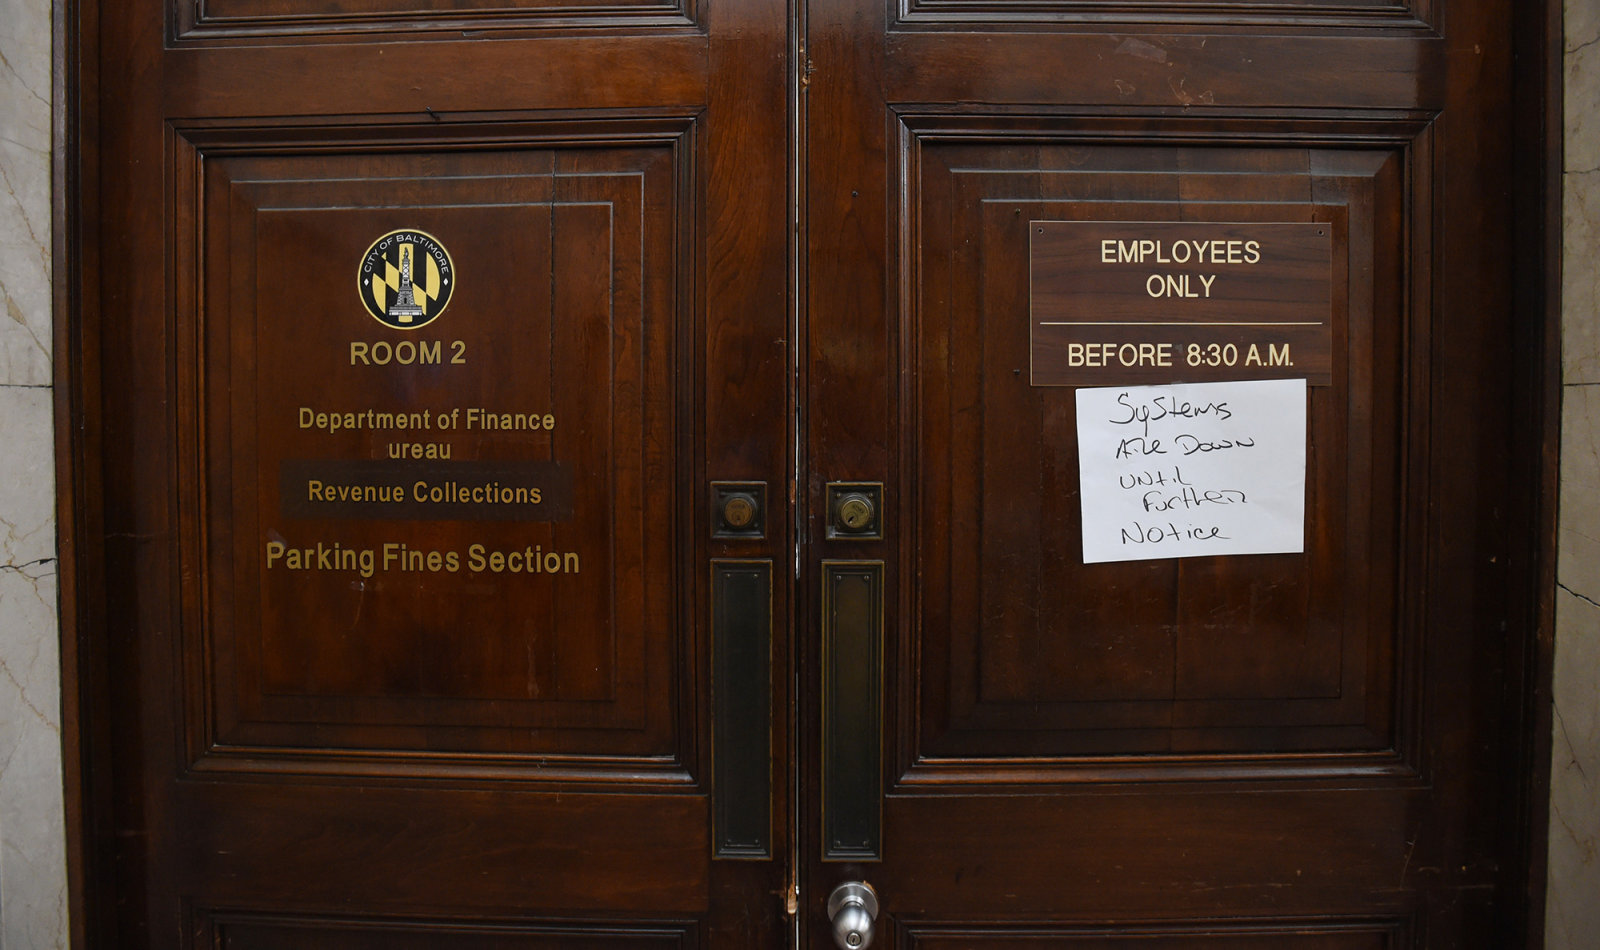 CITY OF BALTIMORE
ROOM 2
Department of Finance
ureau
Revenue Collections
Parking Fines Section
EMPLOYEES
ONLY
BEFORE 8:30 A.M.
Systems
Are Down
until
Further
Notice